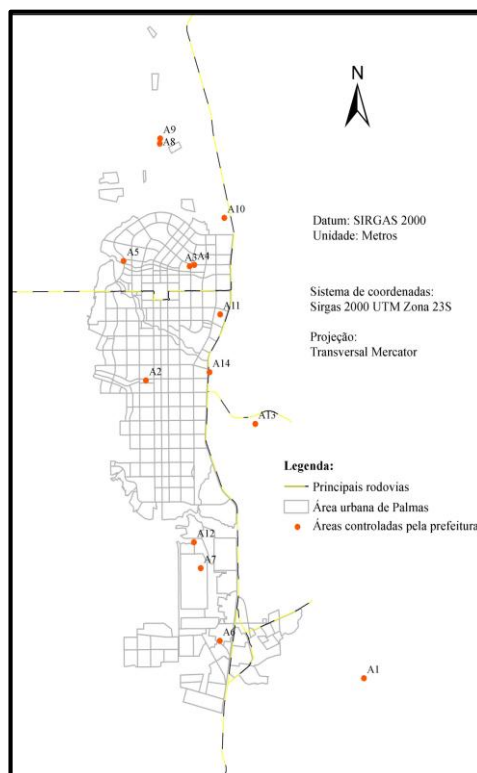 N
A9
A8
A10
Datum: SIRGAS 2000
Unidade: Metros
A5
A3
A4
Sistema de coordenadas:
Sirgas 2000 UTM Zona 23S
A11
Projeção:
Transversal Mercator
A14
A2
A13
Legenda:
Principais rodovias
Área urbana de Palmas
Áreas controladas pela prefeitura
A12
A7
A6
A1